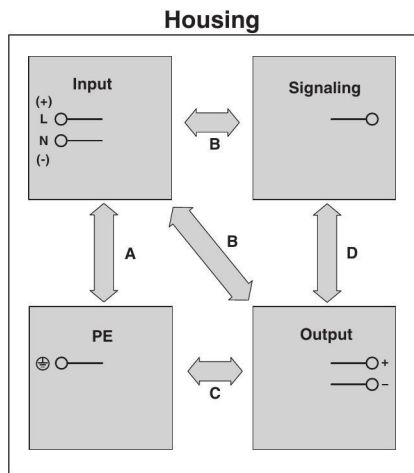 Housing
Input
(+)
L
N
(-)
Signaling
B
A
B
D
PE
Output
+
–
C